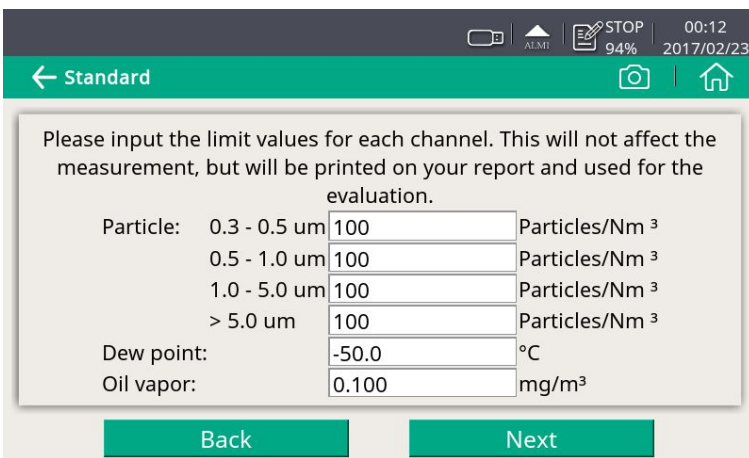 STOP 00:12
ALM1 94% 2017/02/23
Standard
Please input the limit values for each channel. This will not affect the
measurement, but will be printed on your report and used for the
evaluation.
Particle: 0.3 - 0.5 um 100 Particles/Nm ³
0.5 - 1.0 um 100 Particles/Nm ³
1.0 - 5.0 um 100 Particles/Nm ³
> 5.0 um 100 Particles/Nm ³
Dew point: -50.0 °C
Oil vapor: 0.100 mg/m³
Back Next